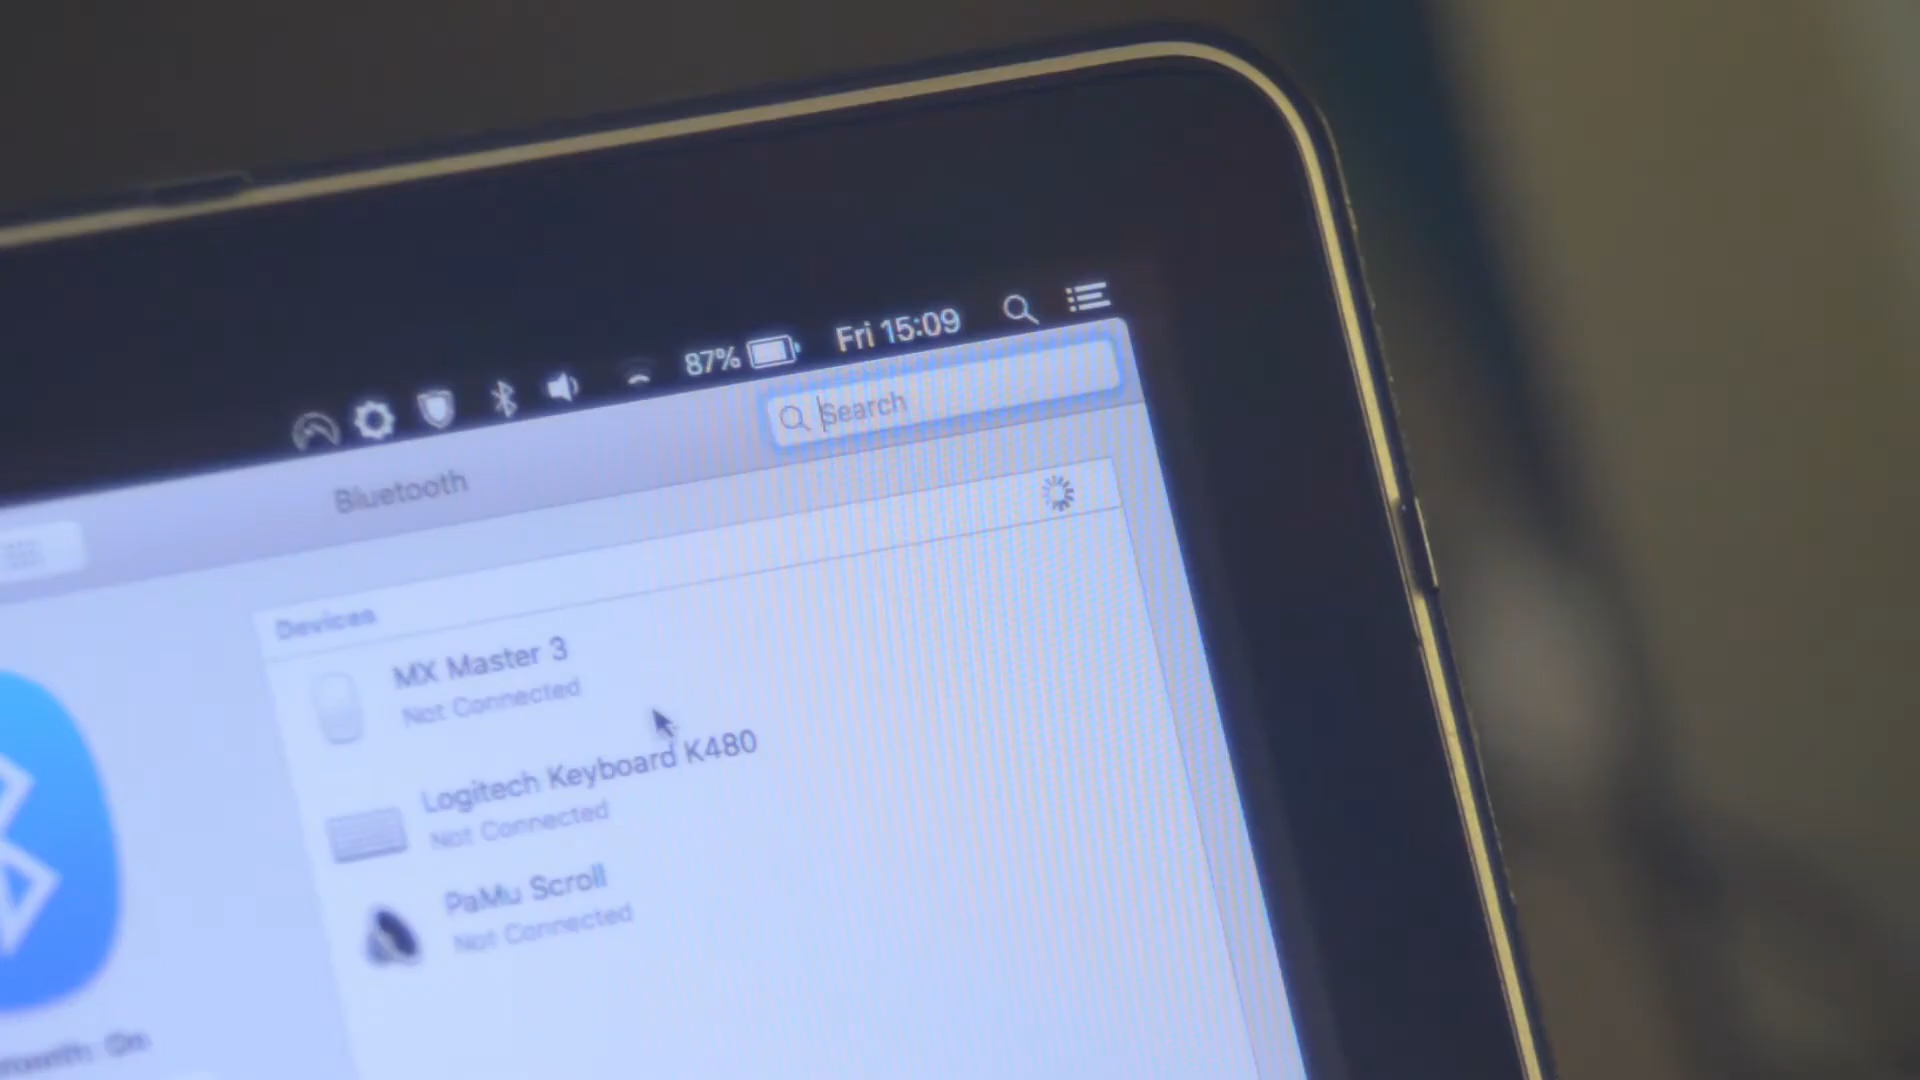 87% Fri 15:09
Search
Bluetooth
Devices
MX Master 3
Not Connected
Logitech Keyboard K480
Not Connected
PaMu Scroll
Not Connected
On